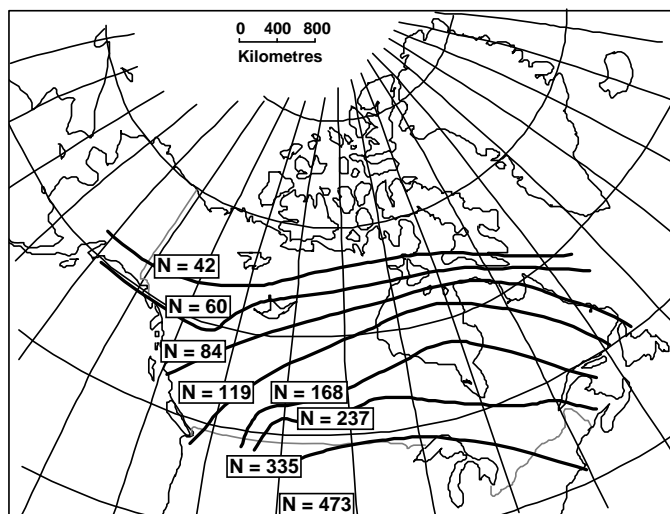 0 400 800
Kilometres
N = 42
N = 60
N = 84
N = 119
N = 168
N = 237
N = 335
N = 473